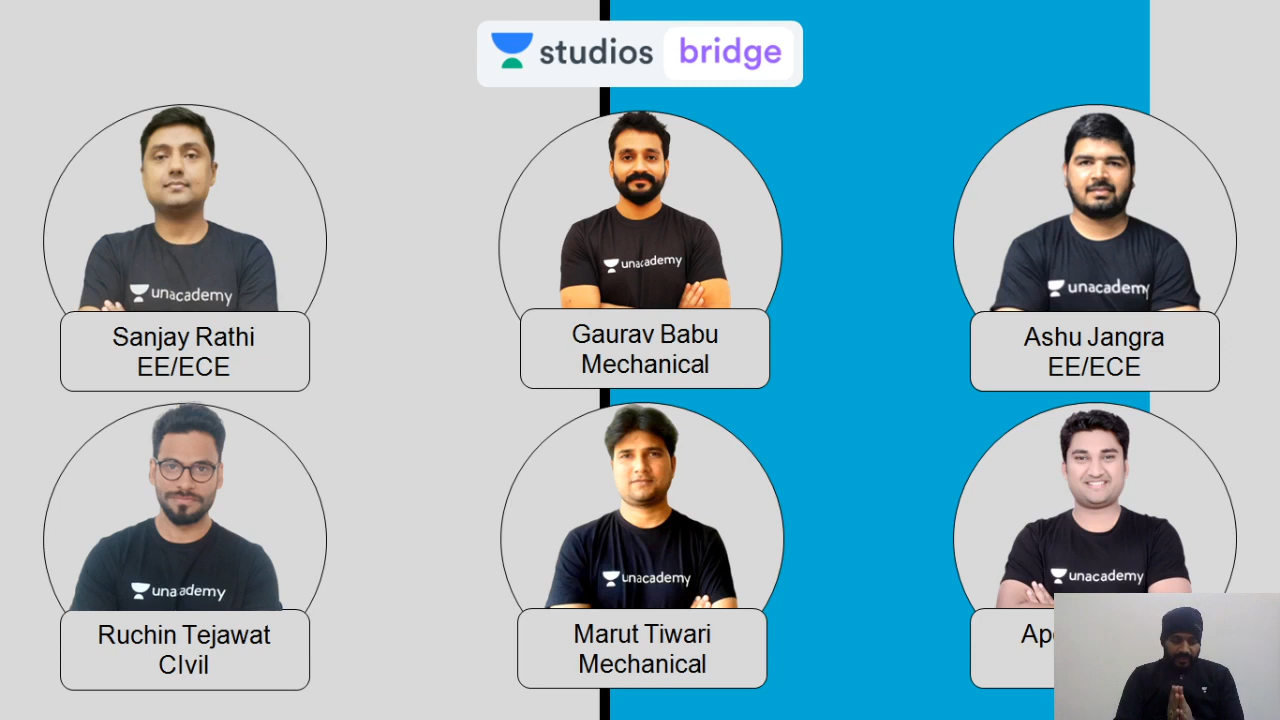 studios bridge
unacademy
unacademy
unacademy
Sanjay Rathi
EE/ECE
Gaurav Babu
Mechanical
Ashu Jangra
EE/ECE
unacademy
unacademy
unacademy
Ruchin Tejawat
CIvil
Marut Tiwari
Mechanical